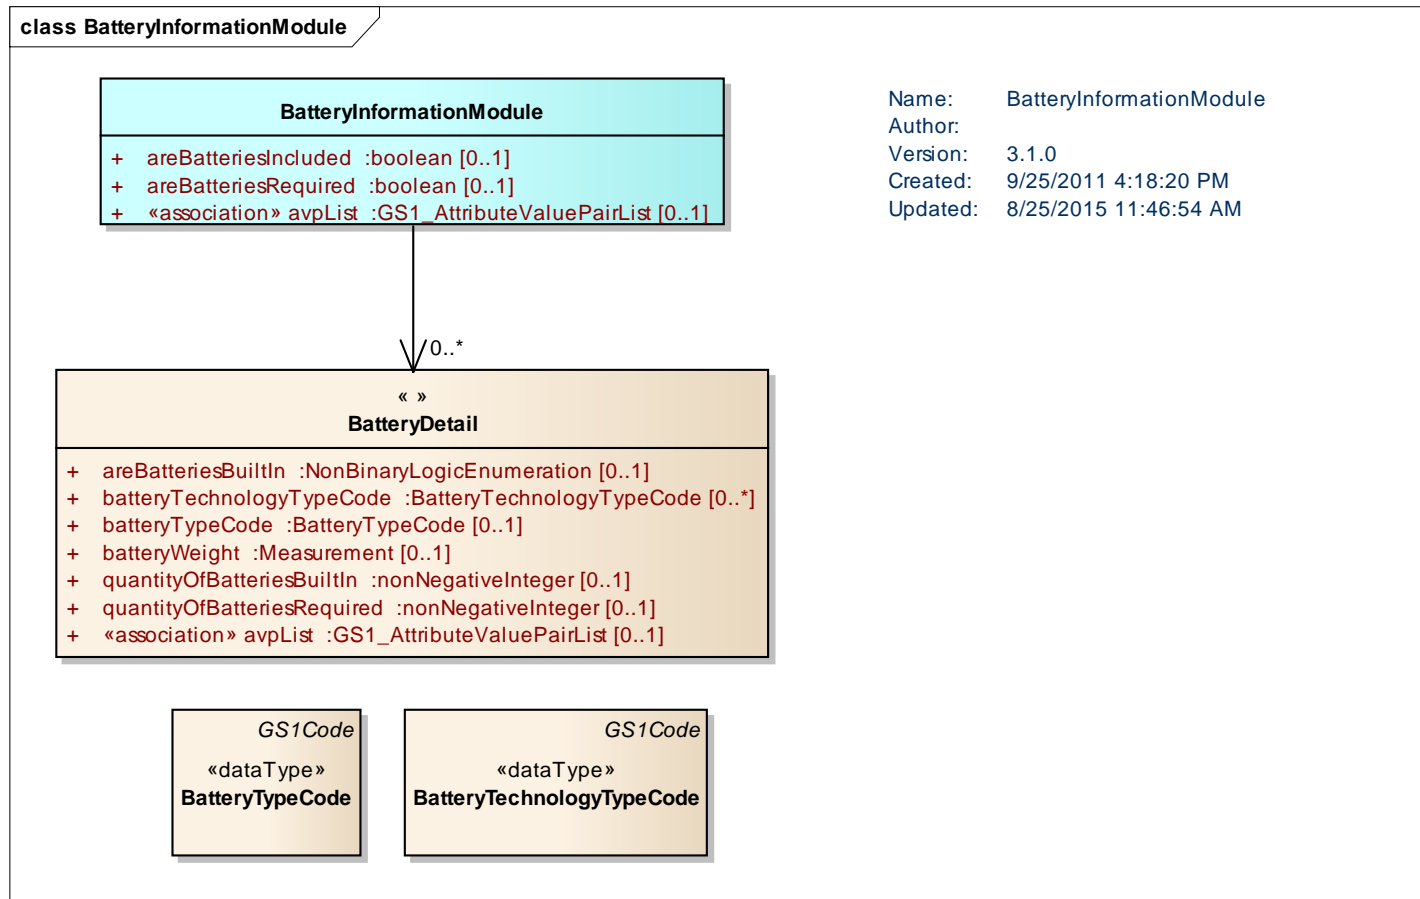 class BatteryInformationModule
BatteryInformationModule
+ areBatteriesIncluded :boolean [0..1]
+ areBatteriesRequired :boolean [0..1]
+ «association» avpList :GS1_AttributeValuePairList [0..1]
Name: BatteryInformationModule
Author:
Version: 3.1.0
Created: 9/25/2011 4:18:20 PM
Updated: 8/25/2015 11:46:54 AM
0..*
« »
BatteryDetail
+ areBatteriesBuiltIn :NonBinaryLogicEnumeration [0..1]
+ batteryTechnologyTypeCode :BatteryTechnologyTypeCode [0..*]
+ batteryTypeCode :BatteryTypeCode [0..1]
+ batteryWeight :Measurement [0..1]
+ quantityOfBatteriesBuiltIn :nonNegativeInteger [0..1]
+ quantityOfBatteriesRequired :nonNegativeInteger [0..1]
+ «association» avpList :GS1_AttributeValuePairList [0..1]
GS1Code
«dataType»
BatteryTypeCode
GS1Code
«dataType»
BatteryTechnologyTypeCode